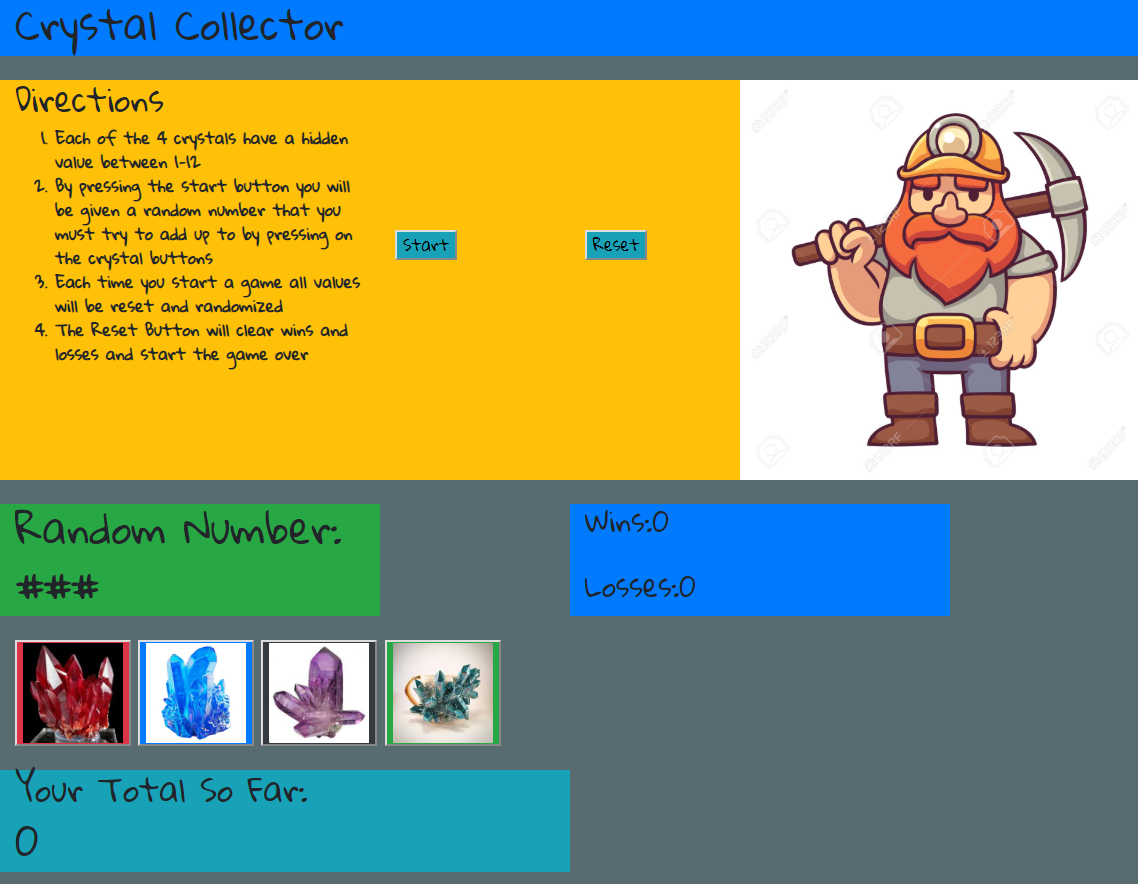 Crystal Collector
Directions
1. Each of the 4 crystals have a hidden
value between 1-12
2. By pressing the start button you will
be given a random number that you
must try to add up to by pressing on
the crystal buttons
3. Each time you start a game all values
will be reset and randomized
4. The Reset Button will clear wins and
losses and start the game over
Start
Reset
Random Number:
###
Wins:0
Losses:0
Your Total So Far:
0